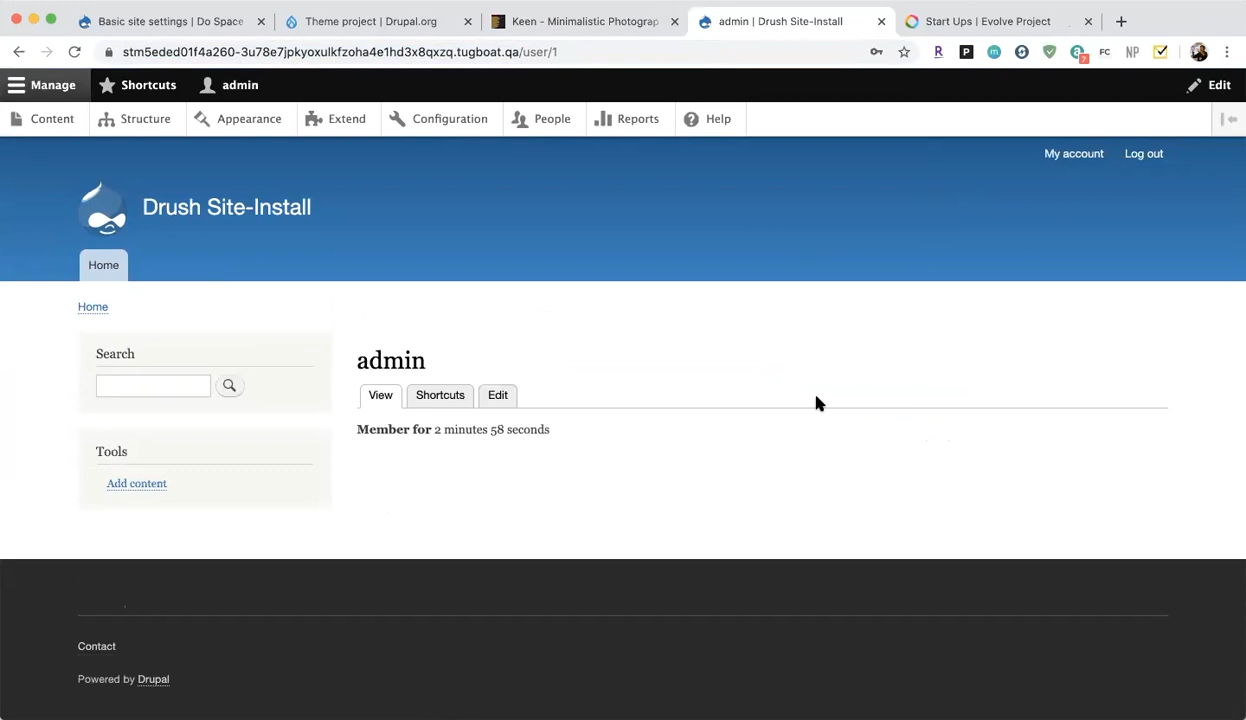 Basic site settings | Do Space
Theme project | Drupal.org
Keen - Minimalistic Photograp
admin | Drush Site-Install
Start Ups | Evolve Project
stm5eded01f4a260-3u78e7jpkyoxulkfzoha4e1hd3x8qxzq.tugboat.qa/user/1
R
P
m
a
7
FC
NP
Manage
Shortcuts
admin
Edit
Content
Structure
Appearance
Extend
Configuration
People
Reports
Help
My account
Log out
Drush Site-Install
Home
Home
Search
Tools
Add content
admin
View
Shortcuts
Edit
Member for 2 minutes 58 seconds
Contact
Powered by Drupal